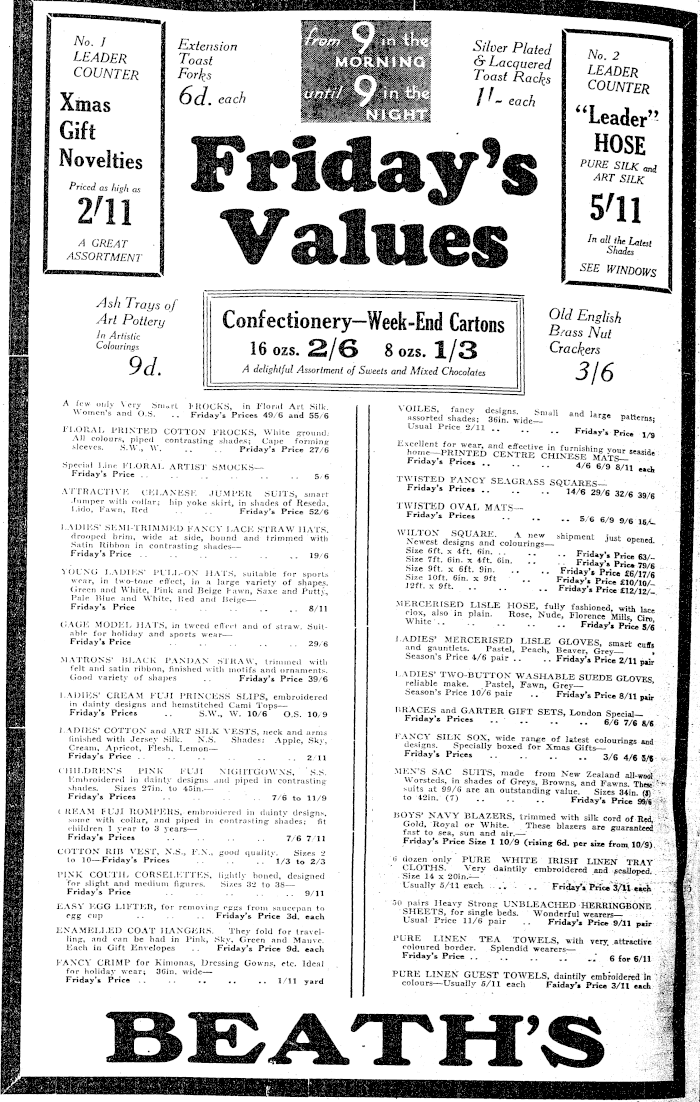 No. 1
LEADER
COUNTER
Xmas
Gift
Novelties
Priced as high as
2/11
A GREAT
ASSORTMENT
Extension
Toast
Forks
6d. each
from 9 in the
MORNING
until 9 in the
NIGHT
Silver Plated
& Lacquered
Toast Racks
1/- each
No. 2
LEADER
COUNTER
"Leader"
HOSE
PURE SILK and
ART SILK
5/11
In all the Latest
Shades
SEE WINDOWS
Friday's
Values
Ash Trays of
Art Pottery
In Artistic
Colourings
9d.
Confectionery—Week-End Cartons
16 ozs. 2/6 8 ozs. 1/3
A delightful Assortment of Sweets and Mixed Chocolates
Old English
Brass Nut
Crackers
3/6
A few only Very Smart FROCKS, in Floral Art Silk.
Women's and O.S. .. Friday's Prices 49/6 and 55/6
FLORAL PRINTED COTTON FROCKS, White ground.
All colours, piped contrasting shades; Cape forming
sleeves. S.W., W. .. Friday's Price 27/6
Special Line FLORAL ARTIST SMOCKS—
Friday's Price .. .. .. .. .. 5/6
ATTRACTIVE CELANESE JUMPER SUITS, smart
Jumper with collar; hip yoke skirt, in shades of Reseda,
Lido, Fawn, Red .. .. Friday's Price 52/6
LADIES' SEMI-TRIMMED FANCY LACE STRAW HATS,
drooped brim, wide at side, bound and trimmed with
Satin Ribbon in contrasting shades—
Friday's Price .. .. .. .. 19/6
YOUNG LADIES' PULL-ON HATS, suitable for sports
wear, in two-tone effect, in a large variety of shapes.
Green and White, Pink and Beige Fawn, Saxe and Putty,
Pale Blue and White, Red and Beige—
Friday's Price .. .. .. .. 8/11
GAGE MODEL HATS, in tweed effect and of straw. Suit-
able for holiday and sports wear—
Friday's Price .. .. .. .. 29/6
MATRONS' BLACK PANDAN STRAW, trimmed with
felt and satin ribbon, finished with motifs and ornaments.
Good variety of shapes .. Friday's Price 39/6
LADIES' CREAM FUJI PRINCESS SLIPS, embroidered
in dainty designs and hemstitched Cami Tops—
Friday's Prices .. S.W., W. 10/6 O.S. 10/9
LADIES' COTTON and ART SILK VESTS, neck and arms
finished with Jersey Silk. N.S. Shades: Apple, Sky,
Cream, Apricot, Flesh, Lemon—
Friday's Price .. .. .. .. 2/11
CHILDREN'S PINK FUJI NIGHTGOWNS, S.S.
Embroidered in dainty designs and piped in contrasting
shades. Sizes 27in. to 45in.—
Friday's Prices .. .. .. 7/6 to 11/9
CREAM FUJI ROMPERS, embroidered in dainty designs,
some with collar, and piped in contrasting shades; fit
children 1 year to 3 years—
Friday's Prices .. .. .. 7/6 7/11
COTTON RIB VEST, N.S., F.N., good quality. Sizes 2
to 10—Friday's Prices .. .. .. 1/3 to 2/3
PINK COUTIL CORSELETTES, lightly boned, designed
for slight and medium figures. Sizes 32 to 38—
Friday's Price .. .. .. .. 9/11
EASY EGG LIFTER, for removing eggs from saucepan to
egg cup .. .. .. Friday's Price 3d. each
ENAMELLED COAT HANGERS. They fold for travel-
ling, and can be had in Pink, Sky, Green and Mauve.
Each in Gift Envelopes .. Friday's Price 9d. each
FANCY CRIMP for Kimonas, Dressing Gowns, etc. Ideal
for holiday wear; 36in. wide—
Friday's Price .. .. .. .. 1/11 yard
VOILES, fancy designs. Small and large patterns;
assorted shades; 36in. wide—
Usual Price 2/11 .. .. .. Friday's Price 1/9
Excellent for wear, and effective in furnishing your seaside
home—PRINTED CENTRE CHINESE MATS—
Friday's Prices .. .. .. 4/6 6/9 8/11 each
TWISTED FANCY SEAGRASS SQUARES—
Friday's Prices .. .. .. 14/6 29/6 32/6 39/6
TWISTED OVAL MATS—
Friday's Prices .. .. .. 5/6 6/9 9/6 16/-
WILTON SQUARE. A new shipment just opened.
Newest designs and colourings—
Size 6ft. x 4ft. 6in. .. .. Friday's Price 63/-
Size 7ft. 6in. x 4ft. 6in. .. Friday's Price 79/6
Size 9ft. x 6ft. 9in. .. .. Friday's Price £6/17/6
Size 10ft. 6in. x 9ft .. Friday's Price £10/10/-
12ft. x 9ft. .. .. .. Friday's Price £12/12/-
MERCERISED LISLE HOSE, fully fashioned, with lace
clox, also in plain. Rose, Nude, Florence Mills, Ciro,
White .. .. .. .. .. Friday's Price 5/6
LADIES' MERCERISED LISLE GLOVES, smart cuffs
and gauntlets. Pastel, Peach, Beaver, Grey—
Season's Price 4/6 pair .. .. Friday's Price 2/11 pair
LADIES' TWO-BUTTON WASHABLE SUEDE GLOVES,
reliable make. Pastel, Fawn, Grey—
Season's Price 10/6 pair .. Friday's Price 8/11 pair
BRACES and GARTER GIFT SETS, London Special—
Friday's Prices .. .. .. .. 6/6 7/6 8/6
FANCY SILK SOX, wide range of latest colourings and
designs. Specially boxed for Xmas Gifts—
Friday's Prices .. .. .. .. 3/6 4/6 5/6
MEN'S SAC SUITS, made from New Zealand all-wool
Worsteds, in shades of Greys, Browns, and Fawns. These
suits at 99/6 are an outstanding value. Sizes 34in. (3)
to 42in. (7) .. .. .. Friday's Price 99/6
BOYS' NAVY BLAZERS, trimmed with silk cord of Red,
Gold, Royal or White. These blazers are guaranteed
fast to sea, sun and air.—
Friday's Price Size 1 10/9 (rising 6d. per size from 10/9).
6 dozen only PURE WHITE IRISH LINEN TRAY
CLOTHS. Very daintily embroidered and scalloped.
Size 14 x 20in.—
Usually 5/11 each .. .. Friday's Price 3/11 each
50 pairs Heavy Strong UNBLEACHED HERRINGBONE
SHEETS, for single beds. Wonderful wearers—
Usual Price 11/6 pair .. .. Friday's Price 9/11 pair
PURE LINEN TEA TOWELS, with very attractive
coloured border. Splendid wearers—
Friday's Price .. .. .. .. .. 6 for 6/11
PURE LINEN GUEST TOWELS, daintily embroidered in
colours—Usually 5/11 each Faiday's Price 3/11 each
BEATH'S